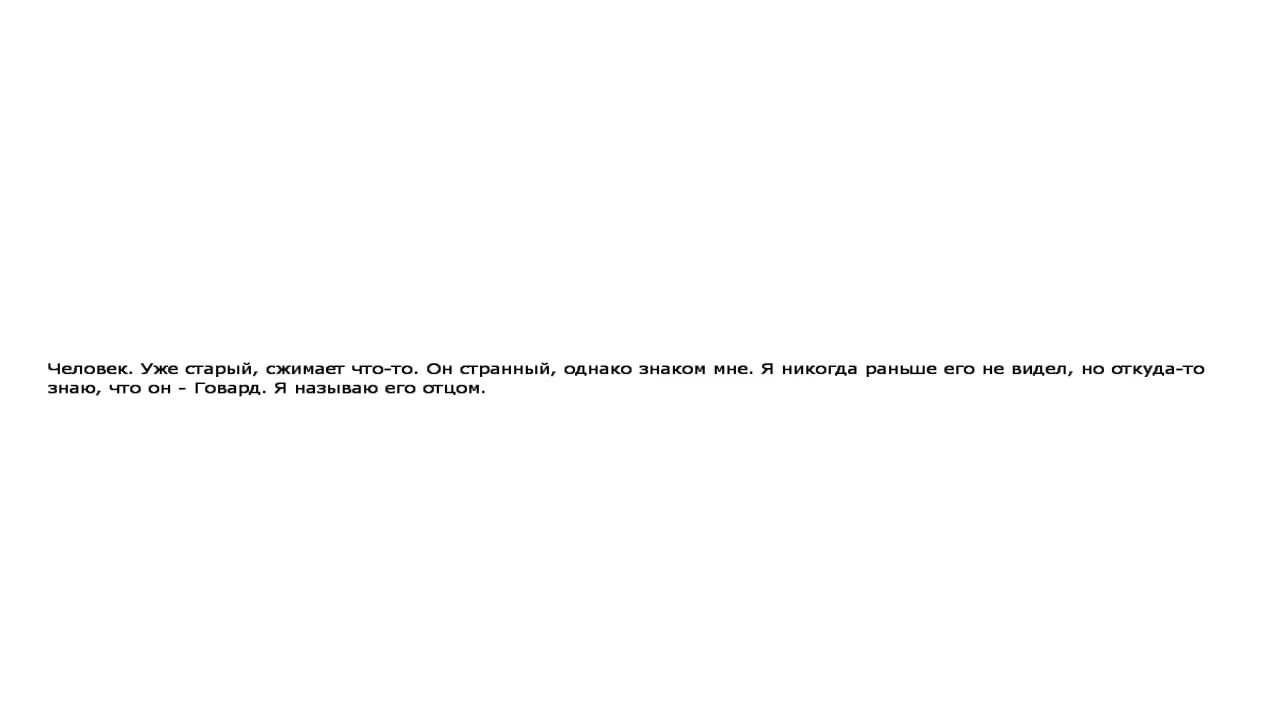 Человек. Уже старый, сжимает что-то. Он странный, однако знаком мне. Я никогда раньше его не видел, но откуда-то
знаю, что он - Говард. Я называю его отцом.